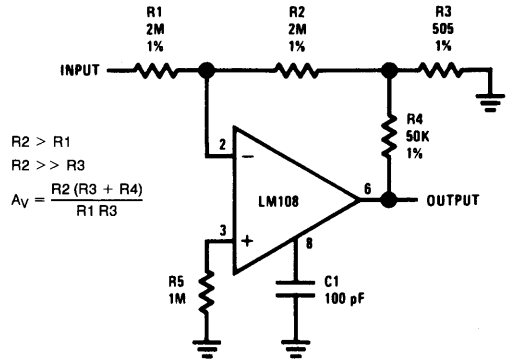 R1
2M
1%
R2
2M
1%
R3
505
1%
INPUT
R4
50K
1%
R2 > R1
R2 >> R3
AV = R2 (R3 + R4)
R1 R3
2
−
LM108
6
OUTPUT
3
+
8
R5
1M
C1
100 pF